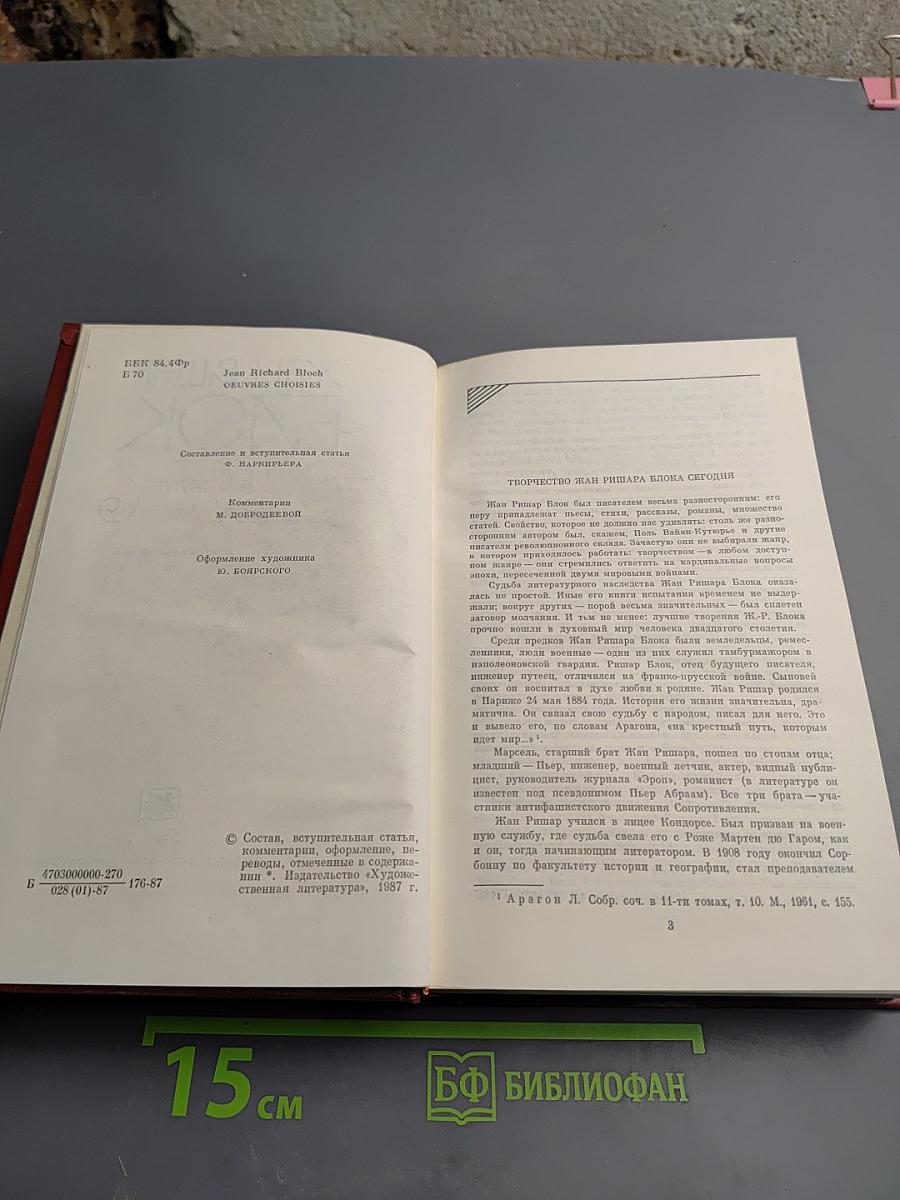 ББК 84.4Фр
Б 70
Jean Richard Bloch
OEUVRES CHOISIES
Составление и вступительная статья
Ф. НАРКИРЬЕРА
Комментарии
М. ДОБРОДЕЕВОЙ
Оформление художника
Ю. БОЯРСКОГО
© Состав, вступительная статья,
комментарии, оформление, пе-
реводы, отмеченные в содержа-
нии *. Издательство «Художе-
ственная литература», 1987 г.
Б 4703000000-270
028 (01)-87 176-87
ТВОРЧЕСТВО ЖАН РИШАРА БЛОКА СЕГОДНЯ
Жан Ришар Блок был писателем весьма разносторонним: его
перу принадлежат пьесы, стихи, рассказы, романы, множество
статей. Свойство, которое не должно нас удивлять: столь же разно-
сторонним автором был, скажем, Поль Вайян-Кутюрье и другие
писатели революционного склада. Зачастую они не выбирали жанр,
в котором приходилось работать: творчеством — в любом доступ-
ном жанре — они стремились ответить на кардинальные вопросы
эпохи, пересеченной двумя мировыми войнами.
Судьба литературного наследства Жан Ришара Блока оказа-
лась не простой. Иные его книги испытания временем не выдер-
жали; вокруг других — порой весьма значительных — был сплетен
заговор молчания. И тем не менее: лучшие творения Ж.-Р. Блока
прочно вошли в духовный мир человека двадцатого столетия.
Среди предков Жан Ришара Блока были земледельцы, ремес-
ленники, люди военные — один из них служил тамбурмажором в
наполеоновской гвардии. Ришар Блок, отец будущего писателя,
инженер путеец, отличился на франко-прусской войне. Сыновей
своих он воспитал в духе любви к родине. Жан Ришар родился
в Париже 24 мая 1884 года. История его жизни значительна, дра-
матична. Он связал свою судьбу с народом, писал для него. Это
и вывело его, по словам Арагона, «на крестный путь, которым
идет мир...» ¹.
Марсель, старший брат Жан Ришара, пошел по стопам отца;
младший — Пьер, инженер, военный летчик, актер, видный публи-
цист, руководитель журнала «Эроп», романист (в литературе он
известен под псевдонимом Пьер Абраам). Все три брата — уча-
стники антифашистского движения Сопротивления.
Жан Ришар учился в лицее Кондорсе. Был призван на воен-
ную службу, где судьба свела его с Роже Мартен дю Гаром, как
и он, тогда начинающим литератором. В 1908 году окончил Сор-
бонну по факультету истории и географии, стал преподавателем
¹ Арагон Л. Собр. соч. в 11-ти томах, т. 10. М., 1961, с. 155.
3
15 см
БФ БИБЛИОФАН